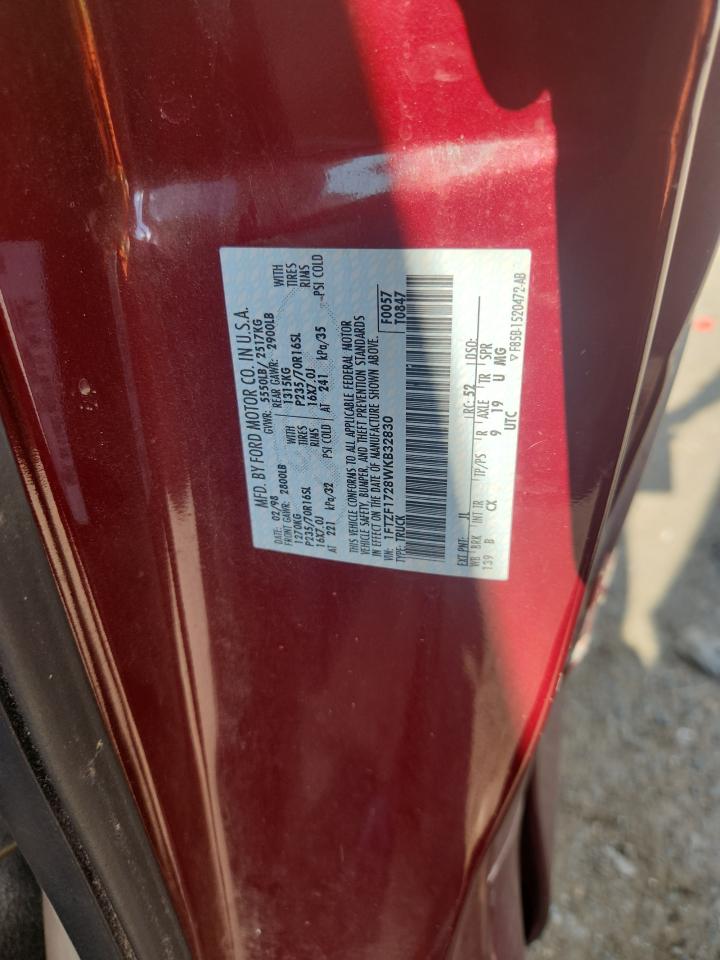 MFD. BY FORD MOTOR CO. IN U.S.A.
DATE: 02/98 GVWR: 5550LB/ 2517KG
FRONT GAWR: 2800LB REAR GAWR: 2900LB
1270KG WITH 1315KG WITH
P235/70R16SL TIRES P235/70R16SL TIRES
16X7.0J RIMS 16X7.0J RIMS
AT 221 kPa/32 PSI COLD AT 241 kPa/35 PSI COLD
THIS VEHICLE CONFORMS TO ALL APPLICABLE FEDERAL MOTOR
VEHICLE SAFETY, BUMPER, AND THEFT PREVENTION STANDARDS
IN EFFECT ON THE DATE OF MANUFACTURE SHOWN ABOVE.
VIN: 1FTZF1728WKB32830 F0057
TYPE: TRUCK T0847
EXT PNT: JL RC: 52 DSO:
WB BRK INT TR TP/PS R AXLE TR SPR
139 B CX 9 19 U MG
UTC
F85B-1520472-AB